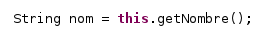 String nom = this.getNombre();